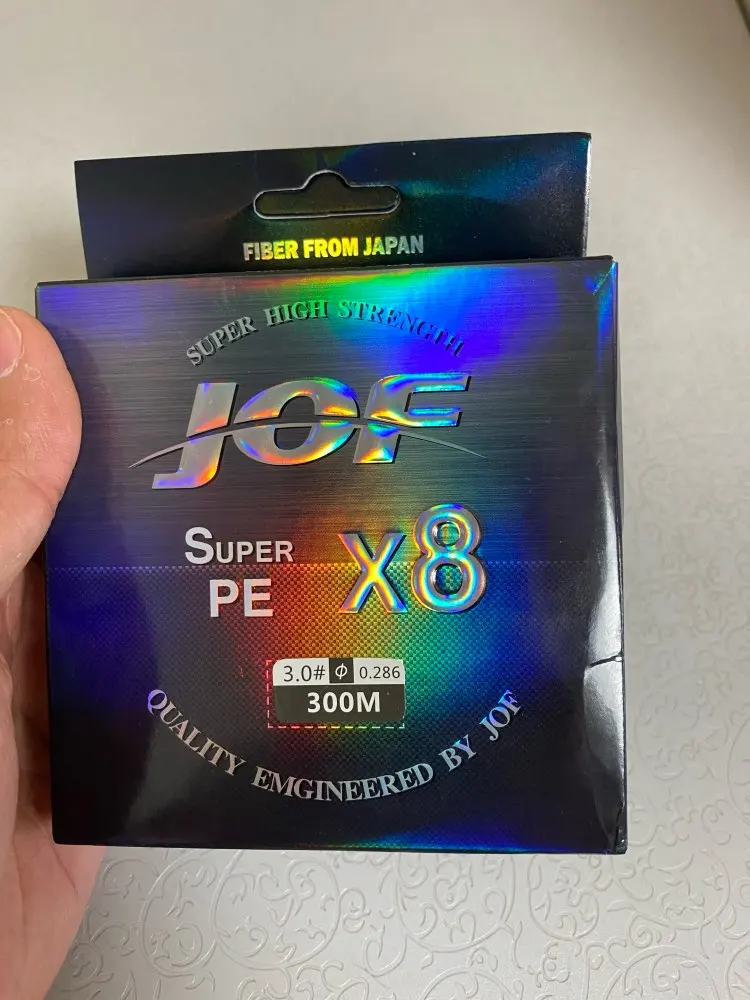 FIBER FROM JAPAN
SUPER HIGH STRENGTH
JOF
SUPER PE X8
3.0# φ 0.286
300M
QUALITY EMGINEERED BY JOF